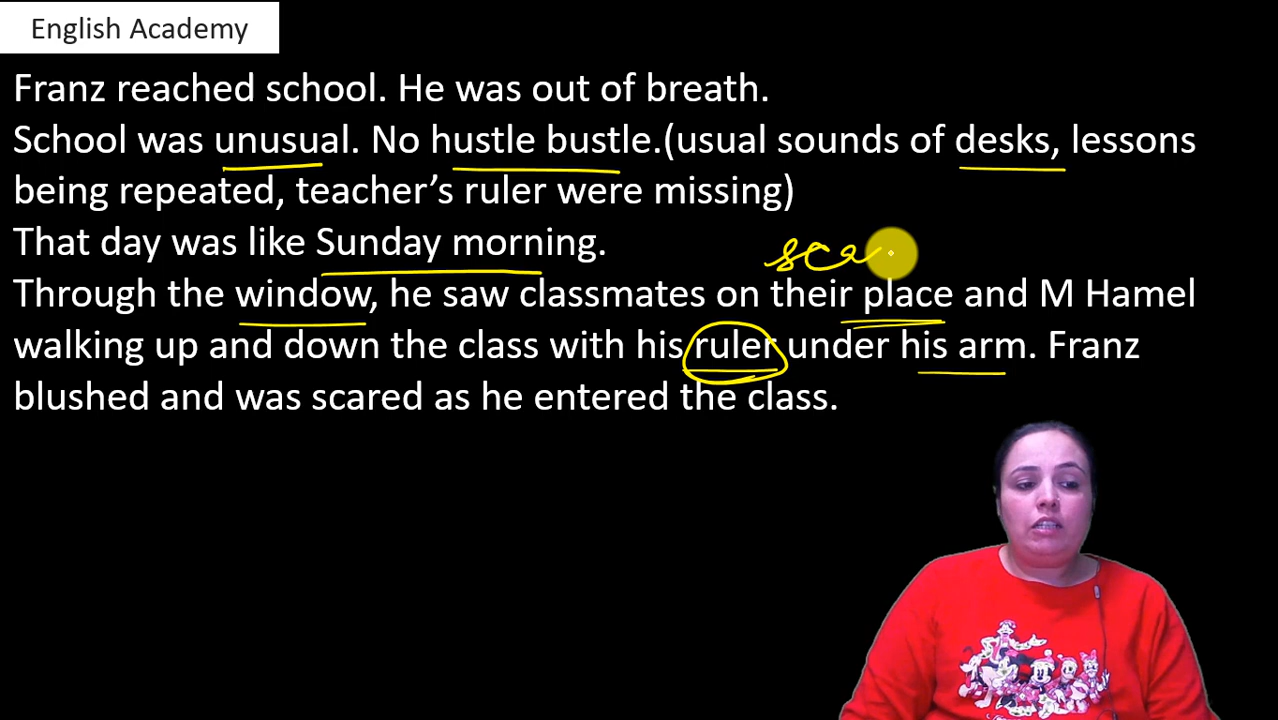 English Academy
Franz reached school. He was out of breath.
School was unusual. No hustle bustle.(usual sounds of desks, lessons
being repeated, teacher's ruler were missing)
That day was like Sunday morning.
sca
Through the window, he saw classmates on their place and M Hamel
walking up and down the class with his ruler under his arm. Franz
blushed and was scared as he entered the class.